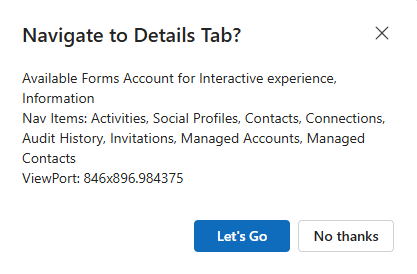 Navigate to Details Tab?
Available Forms Account for Interactive experience,
Information
Nav Items: Activities, Social Profiles, Contacts, Connections,
Audit History, Invitations, Managed Accounts, Managed
Contacts
ViewPort: 846x896.984375
Let's Go
No thanks